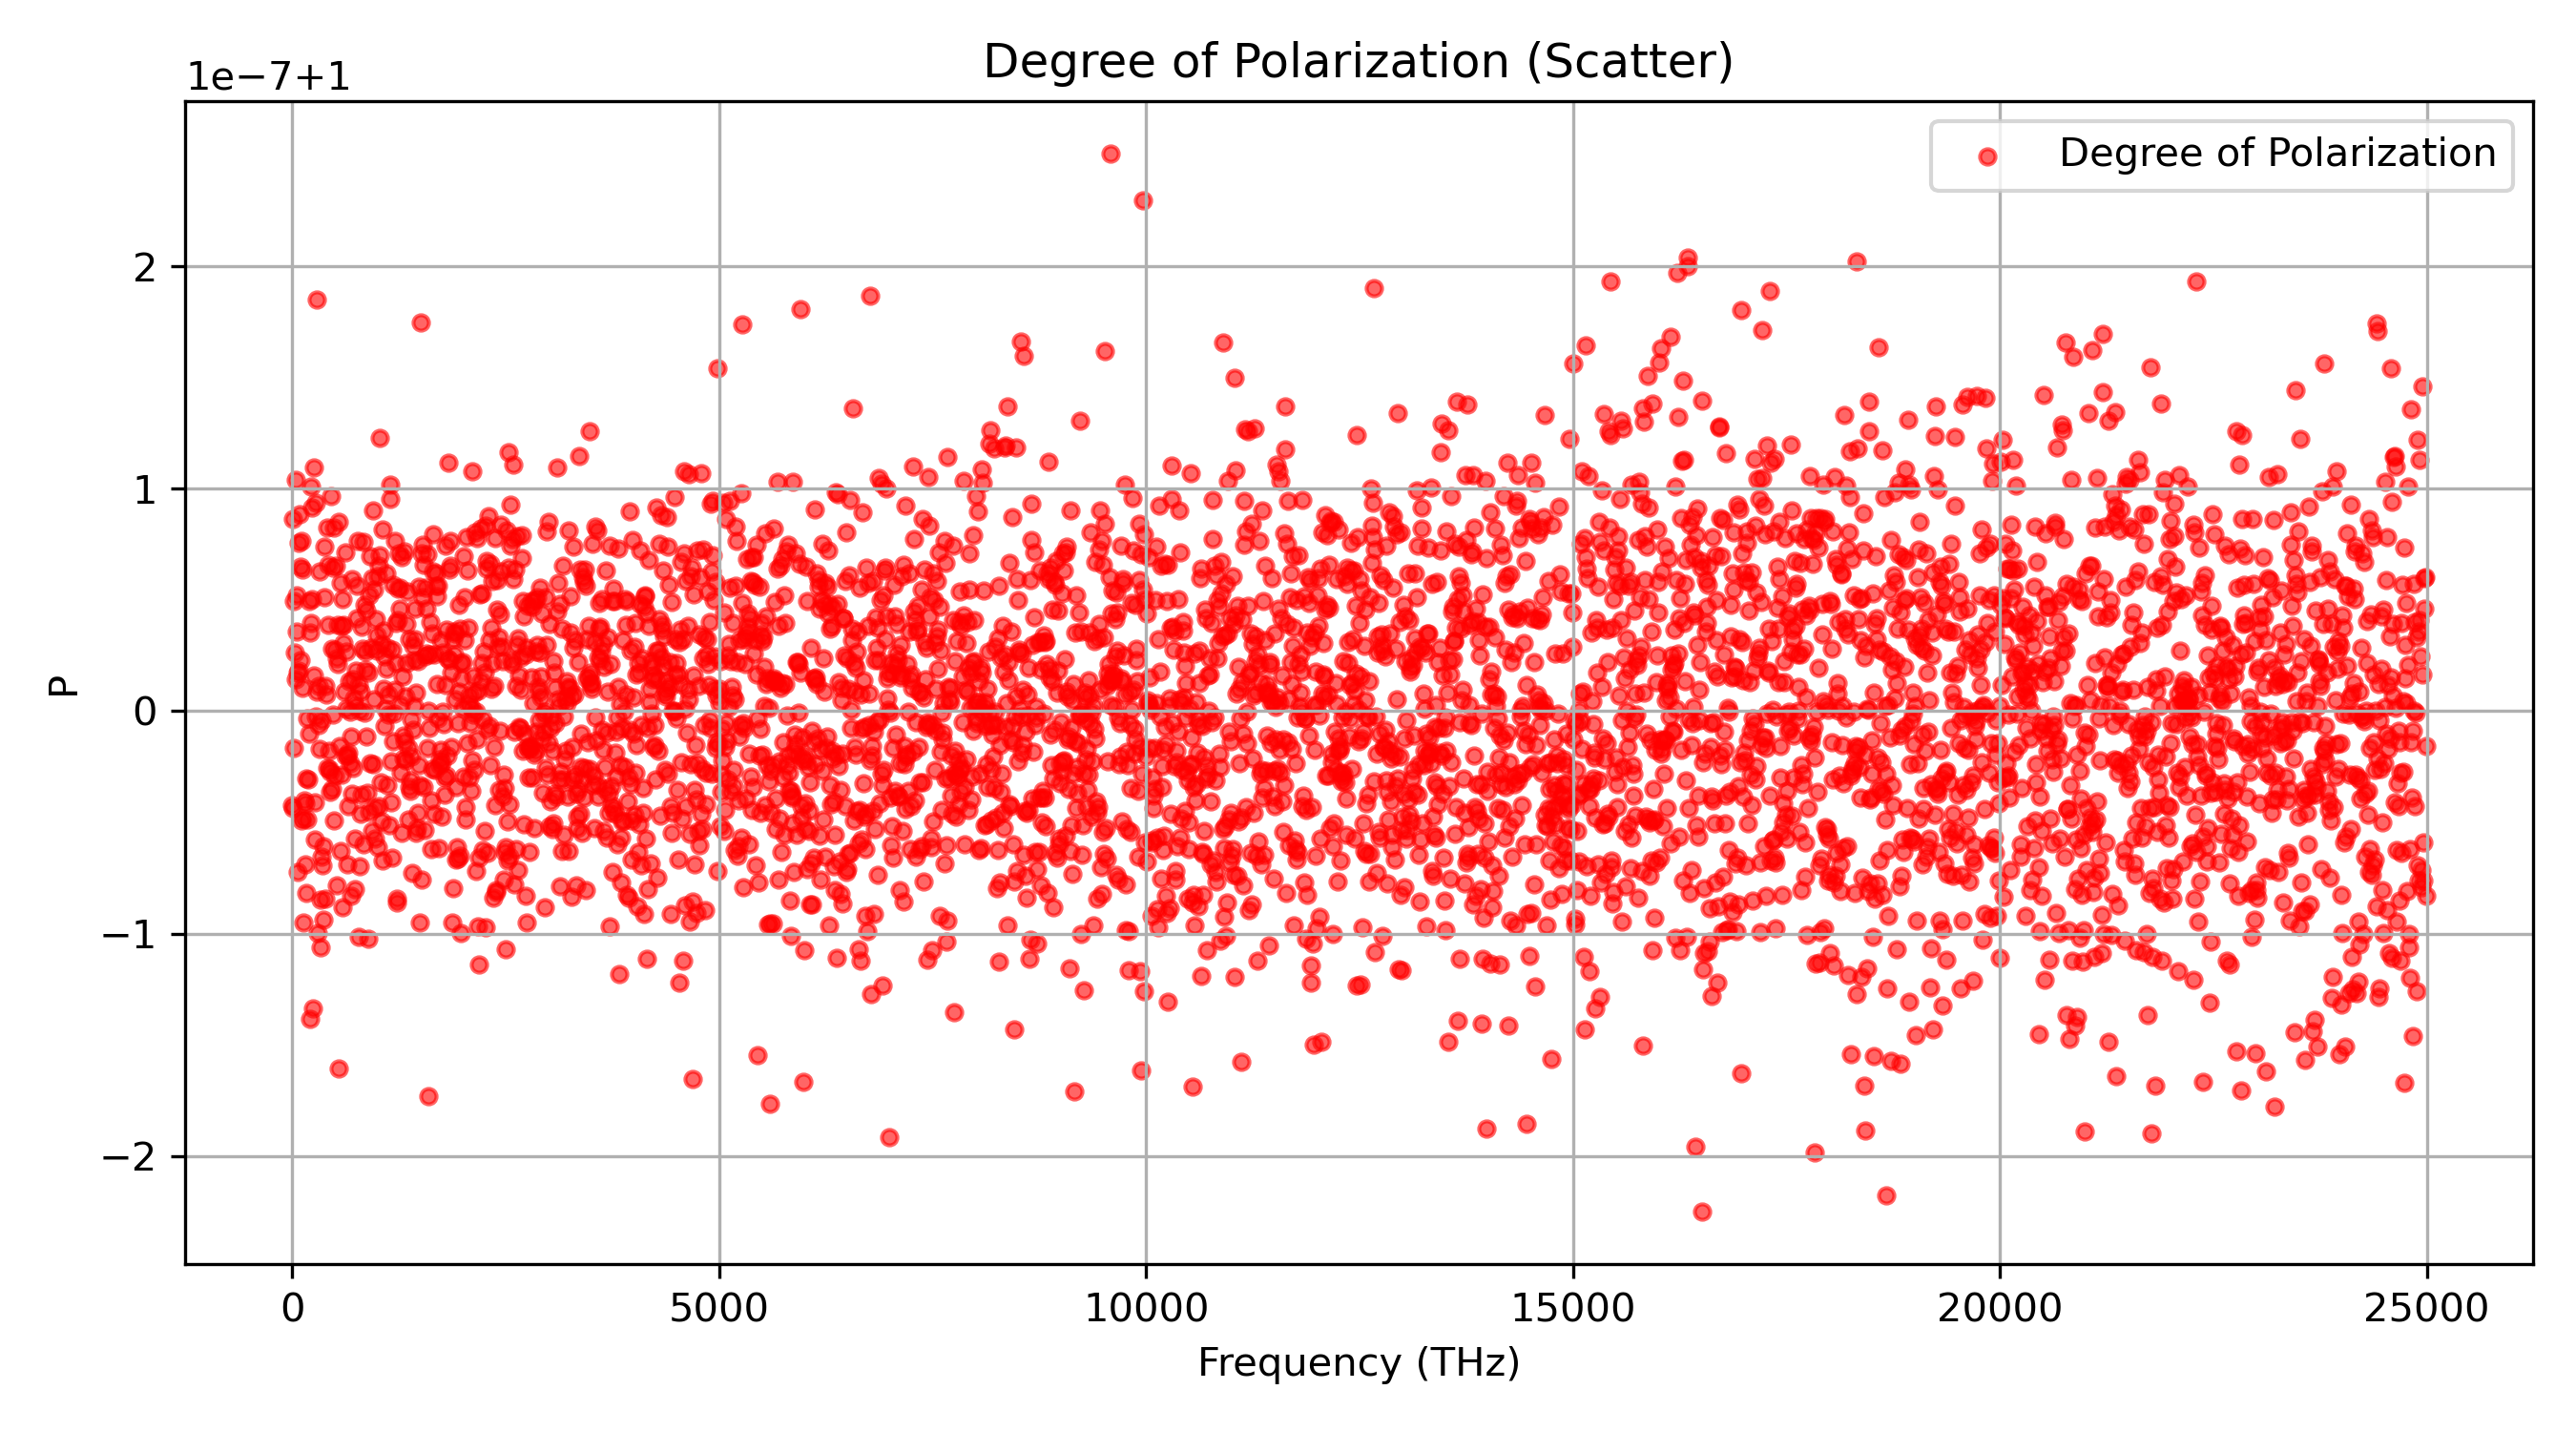 Degree of Polarization (Scatter)
1e−7+1
Degree of Polarization
2
1
0
−1
−2
P
0 5000 10000 15000 20000 25000
Frequency (THz)